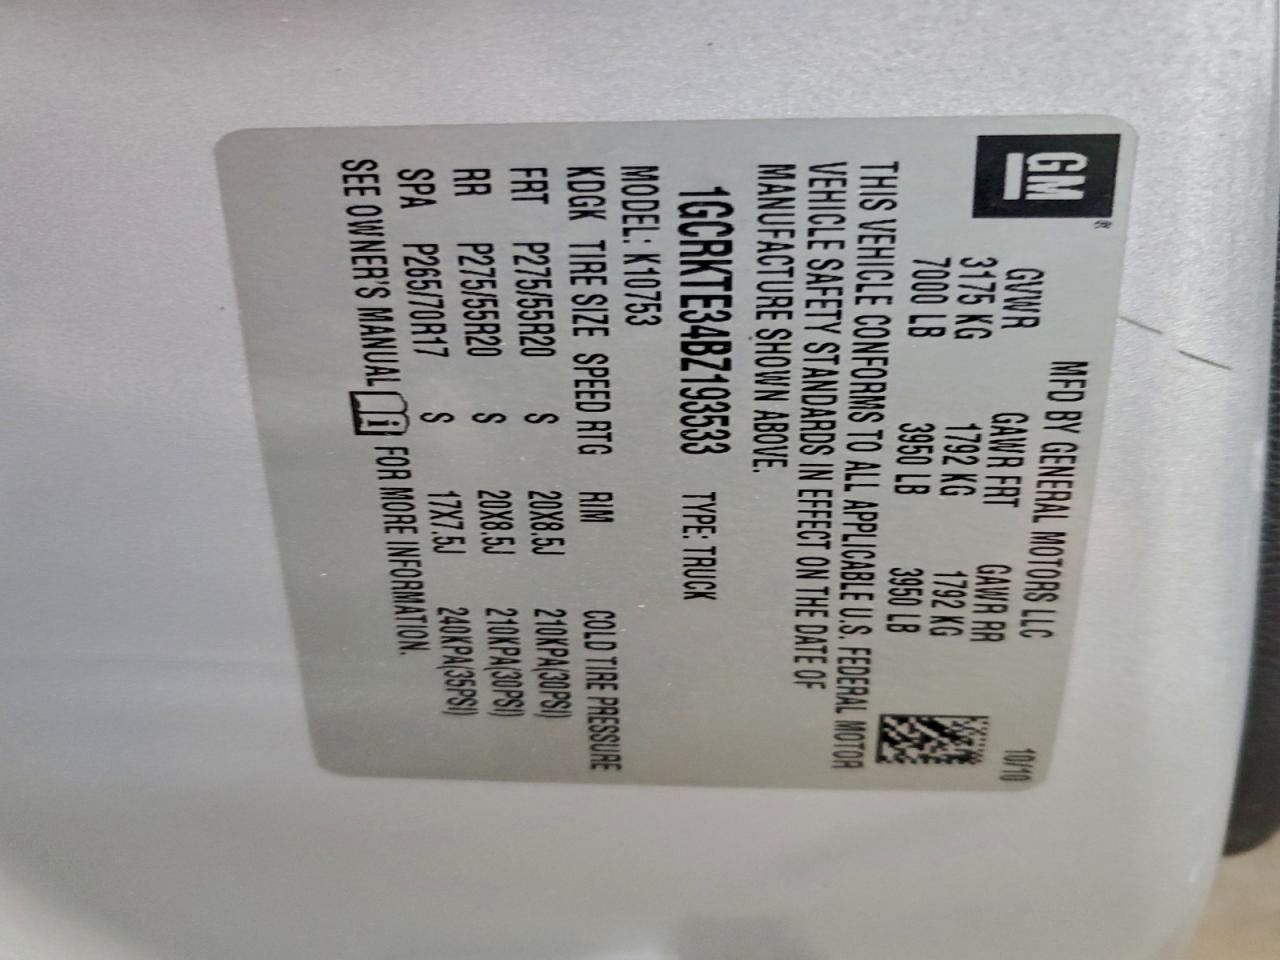 GM®
MFD BY GENERAL MOTORS LLC 10/10
GVWR GAWR FRT GAWR RR
3175 KG 1792 KG 1792 KG
7000 LB 3950 LB 3950 LB
THIS VEHICLE CONFORMS TO ALL APPLICABLE U.S. FEDERAL MOTOR
VEHICLE SAFETY STANDARDS IN EFFECT ON THE DATE OF
MANUFACTURE SHOWN ABOVE.
1GCRKTE34BZ193533 TYPE: TRUCK
MODEL: K10753
KDGK TIRE SIZE SPEED RTG RIM COLD TIRE PRESSURE
FRT P275/55R20 S 20X8.5J 210KPA(30PSI)
RR P275/55R20 S 20X8.5J 210KPA(30PSI)
SPA P265/70R17 S 17X7.5J 240KPA(35PSI)
SEE OWNER'S MANUAL i FOR MORE INFORMATION.